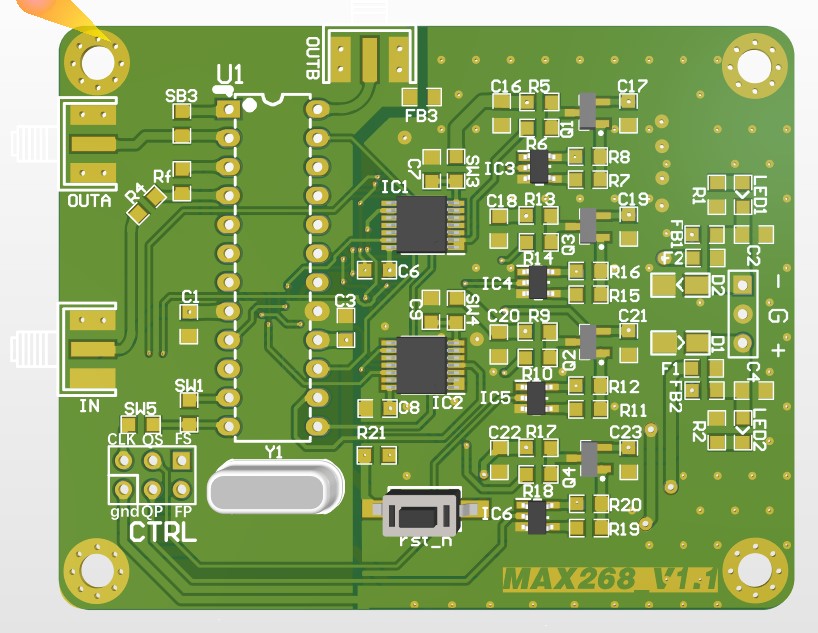 OUTB
U1
SB3
FB3
C16 R5 C17
Q1
R6
R8
R7
IC3
C7
SW3
IC1
Rf
R4
OUTA
R1
LED1
C18 R13 C19
Q3
R14
R16
R15
IC4
FB1
F2
C2
D2
-
G
+
C6
C1
C3
C9
SW4
C20 R9 C21
Q2
R10
R12
R11
IC5
D1
F1
C4
FB2
IN
SW1
SW5
IC2
C8
R21
R2
LED2
CLK OS FS
gnd QP FP
CTRL
Y1
C22 R17 C23
Q4
R18
R20
R19
IC6
rst_n
MAX268_V1.1